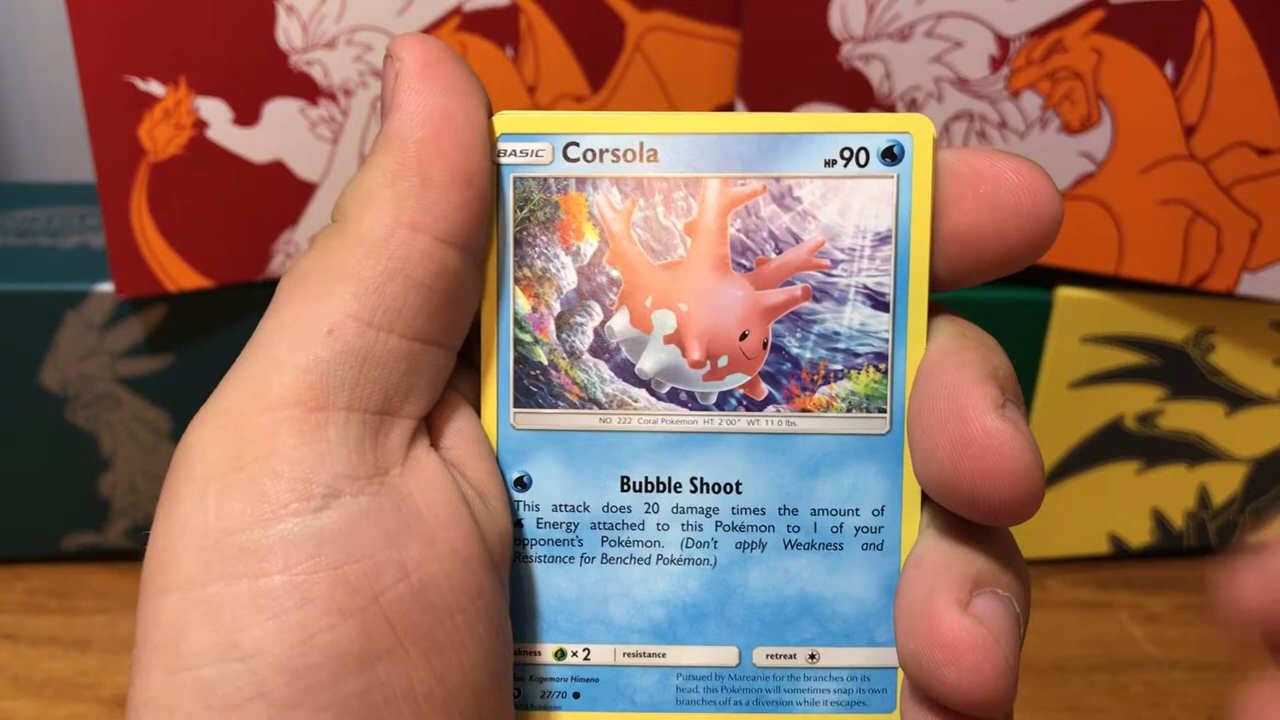 BASIC Corsola HP 90
NO. 222 Coral Pokémon HT: 2'00" WT: 11.0 lbs.
Bubble Shoot
This attack does 20 damage times the amount of
Energy attached to this Pokémon to 1 of your
opponent's Pokémon. (Don't apply Weakness and
Resistance for Benched Pokémon.)
akness ×2 resistance retreat
Kagemaru Himeno
27/70
Pursued by Mareanie for the branches on its
head, this Pokémon will sometimes snap its own
branches off as a diversion while it escapes.